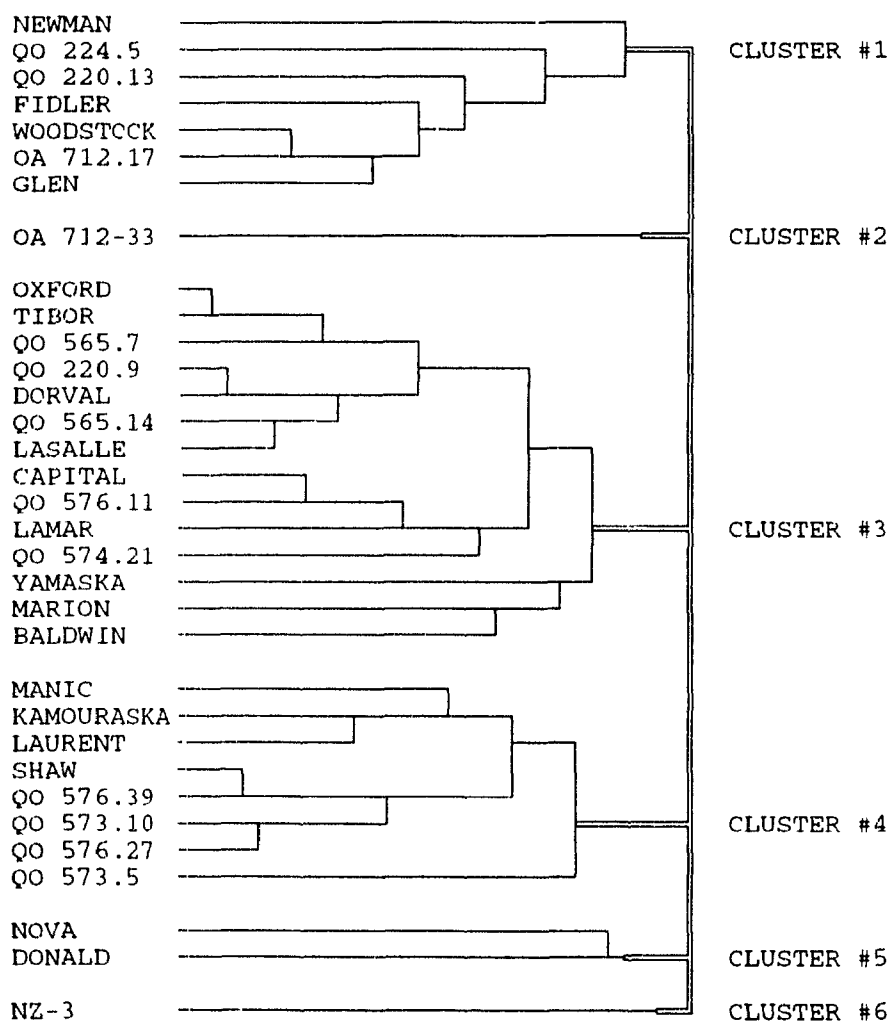 NEWMAN
QO 224.5 CLUSTER #1
QO 220.13
FIDLER
WOODSTCCK
OA 712.17
GLEN
OA 712-33 CLUSTER #2
OXFORD
TIBOR
QO 565.7
QO 220.9
DORVAL
QO 565.14
LASALLE
CAPITAL
QO 576.11
LAMAR CLUSTER #3
QO 574.21
YAMASKA
MARION
BALDWIN
MANIC
KAMOURASKA
LAURENT
SHAW
QO 576.39
QO 573.10 CLUSTER #4
QO 576.27
QO 573.5
NOVA
DONALD CLUSTER #5
NZ-3 CLUSTER #6